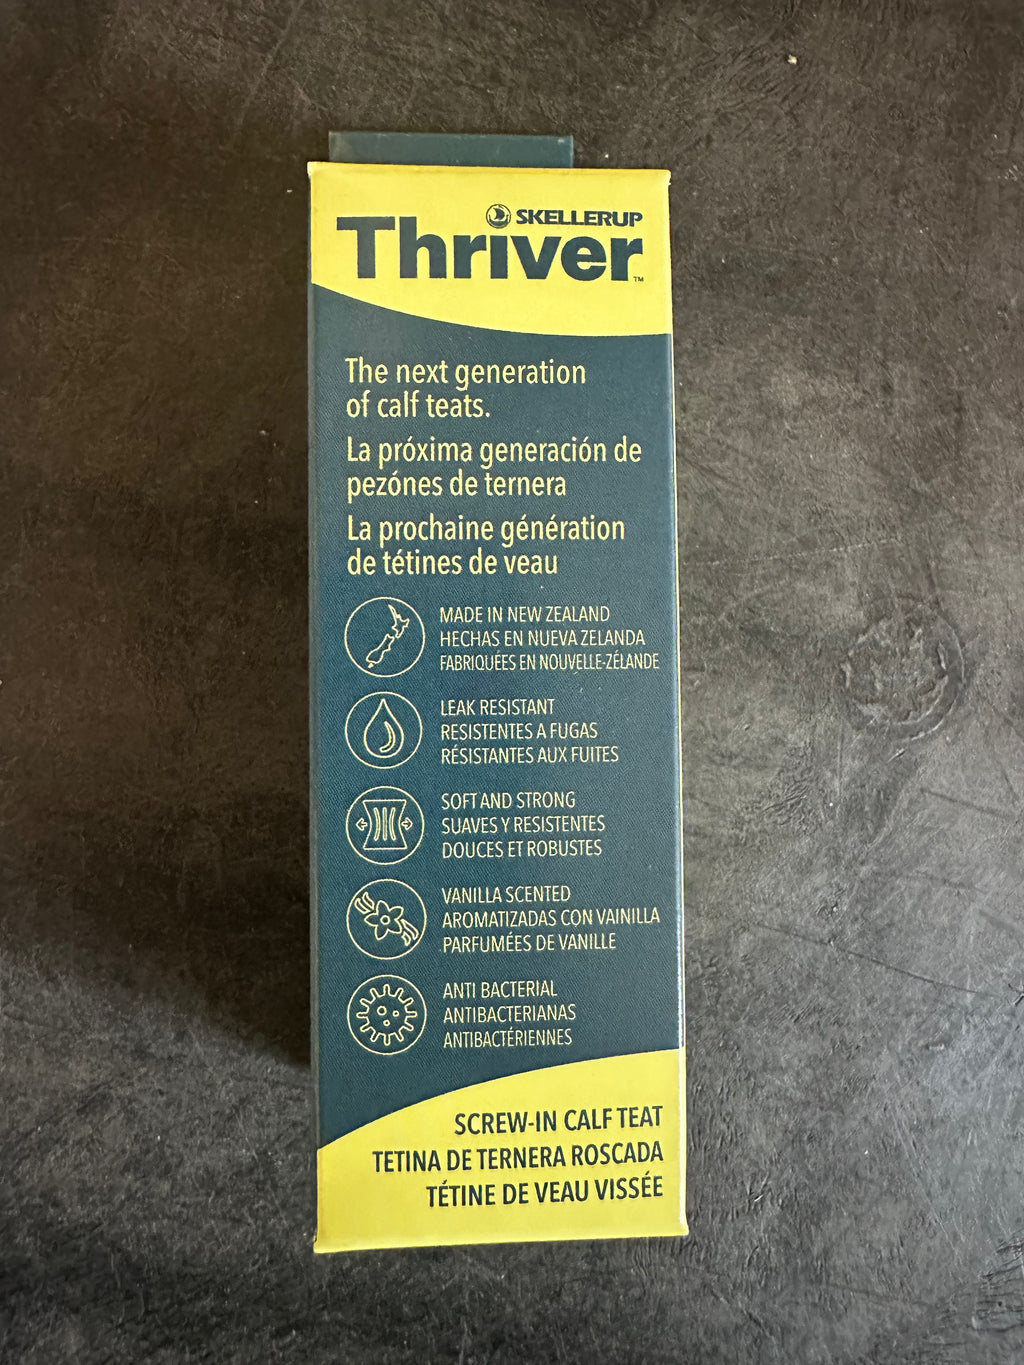 SKELLERUP
Thriver
TM
The next generation
of calf teats.
La próxima generación de
pezónes de ternera
La prochaine génération
de tétines de veau
MADE IN NEW ZEALAND
HECHAS EN NUEVA ZELANDA
FABRIQUÉES EN NOUVELLE-ZÉLANDE
LEAK RESISTANT
RESISTENTES A FUGAS
RÉSISTANTES AUX FUITES
SOFT AND STRONG
SUAVES Y RESISTENTES
DOUCES ET ROBUSTES
VANILLA SCENTED
AROMATIZADAS CON VAINILLA
PARFUMÉES DE VANILLE
ANTI BACTERIAL
ANTIBACTERIANAS
ANTIBACTÉRIENNES
SCREW-IN CALF TEAT
TETINA DE TERNERA ROSCADA
TÉTINE DE VEAU VISSÉE